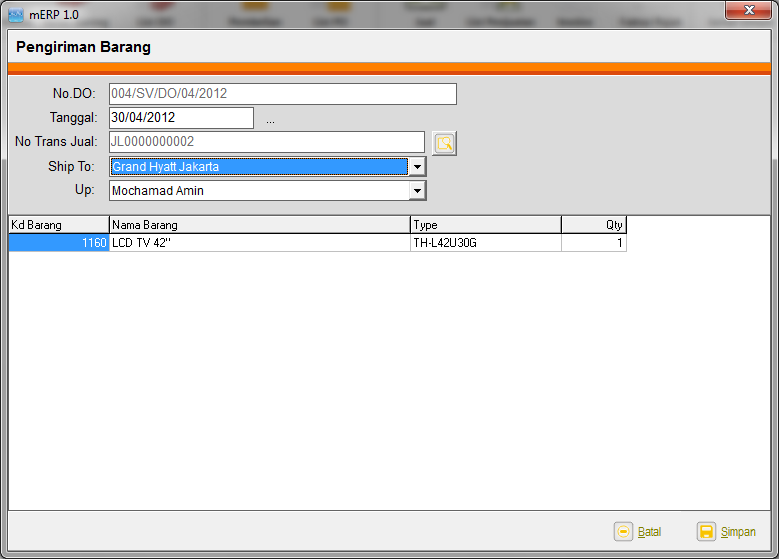 mERP 1.0
Pengiriman Barang
No.DO: 004/SV/DO/04/2012
Tanggal: 30/04/2012 ...
No Trans Jual: JL0000000002
Ship To: Grand Hyatt Jakarta
Up: Mochamad Amin
Kd Barang Nama Barang Type Qty
1160 LCD TV 42" TH-L42U30G 1
Batal Simpan